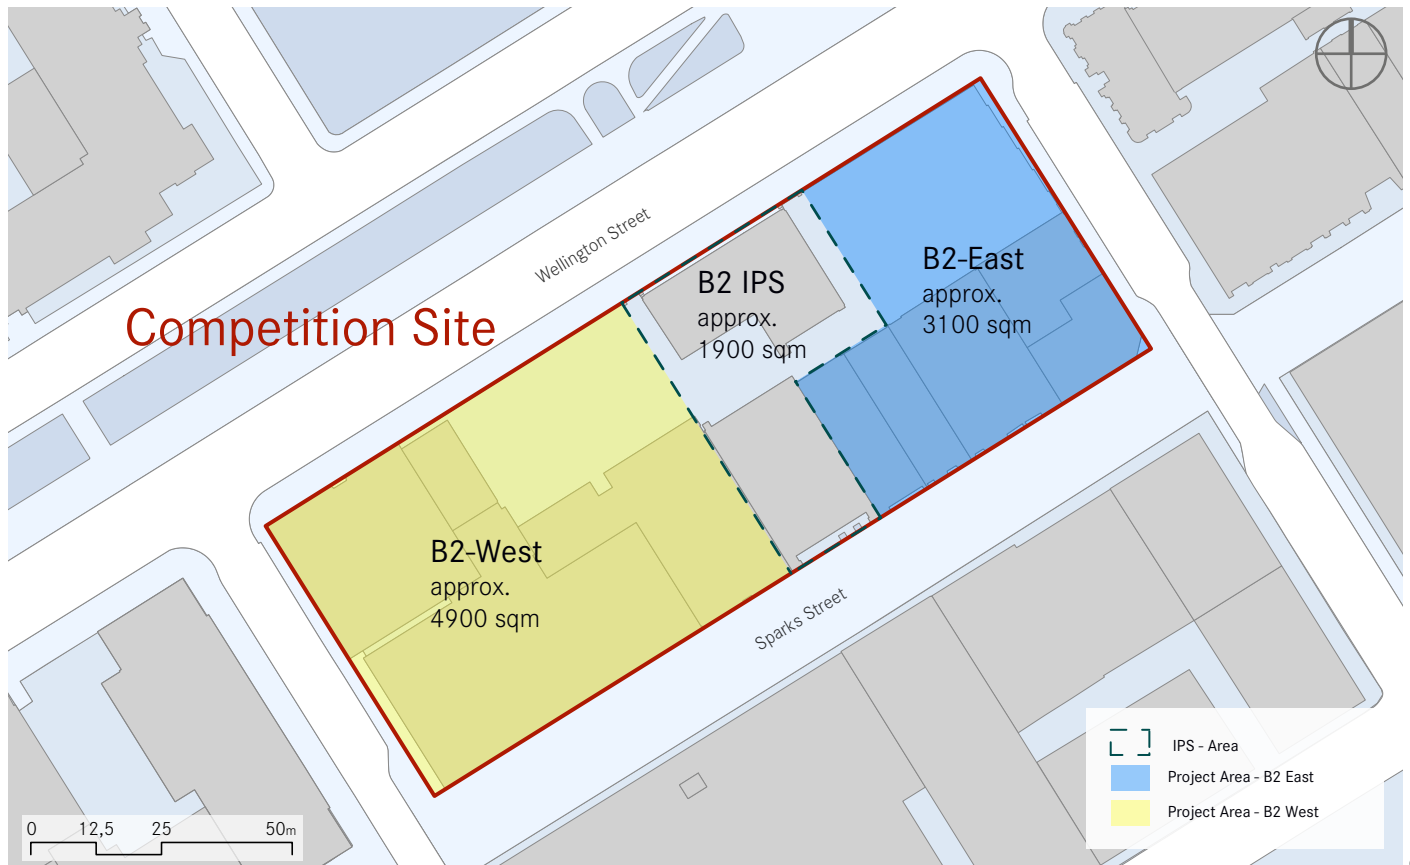 Competition Site
Wellington Street
B2 IPS
approx.
1900 sqm
B2-East
approx.
3100 sqm
B2-West
approx.
4900 sqm
Sparks Street
IPS - Area
Project Area - B2 East
Project Area - B2 West
0 12,5 25 50m